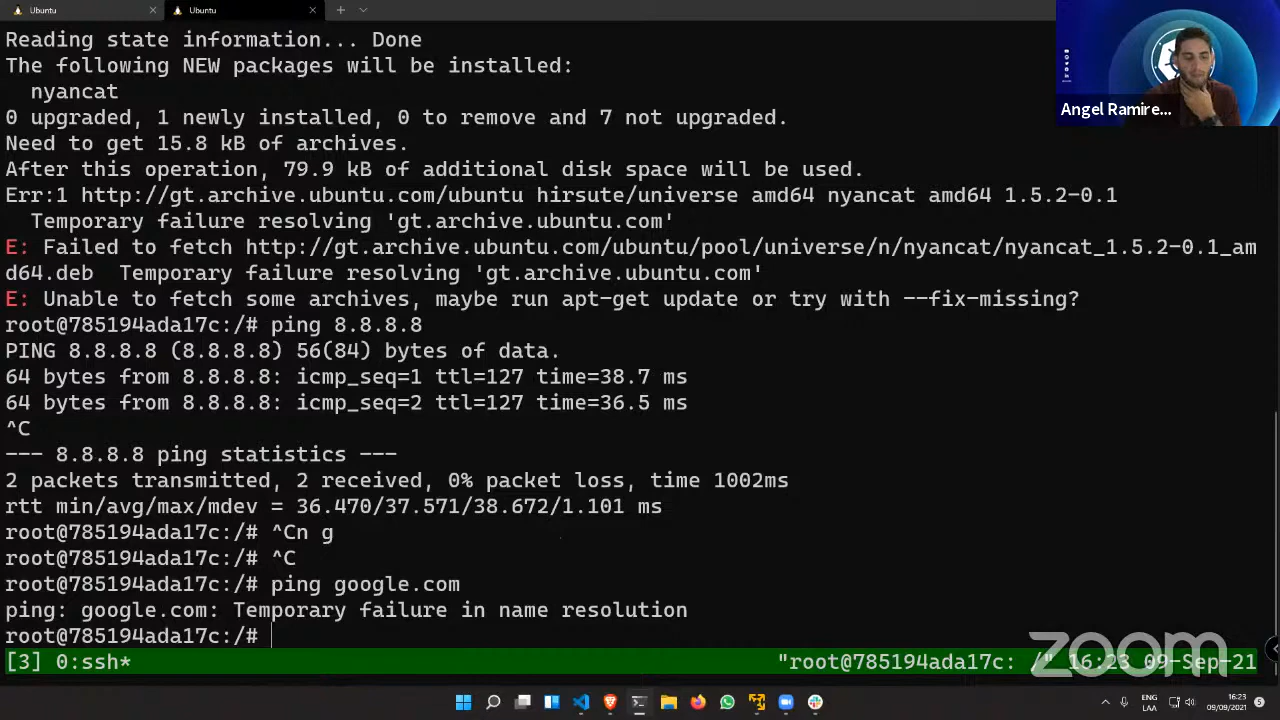 Ubuntu
Ubuntu
Reading state information... Done
The following NEW packages will be installed:
nyancat
0 upgraded, 1 newly installed, 0 to remove and 7 not upgraded.
Need to get 15.8 kB of archives.
After this operation, 79.9 kB of additional disk space will be used.
Err:1 http://gt.archive.ubuntu.com/ubuntu hirsute/universe amd64 nyancat amd64 1.5.2-0.1
Temporary failure resolving 'gt.archive.ubuntu.com'
E: Failed to fetch http://gt.archive.ubuntu.com/ubuntu/pool/universe/n/nyancat/nyancat_1.5.2-0.1_am
d64.deb  Temporary failure resolving 'gt.archive.ubuntu.com'
E: Unable to fetch some archives, maybe run apt-get update or try with --fix-missing?
root@785194ada17c:/# ping 8.8.8.8
PING 8.8.8.8 (8.8.8.8) 56(84) bytes of data.
64 bytes from 8.8.8.8: icmp_seq=1 ttl=127 time=38.7 ms
64 bytes from 8.8.8.8: icmp_seq=2 ttl=127 time=36.5 ms
^C
--- 8.8.8.8 ping statistics ---
2 packets transmitted, 2 received, 0% packet loss, time 1002ms
rtt min/avg/max/mdev = 36.470/37.571/38.672/1.101 ms
root@785194ada17c:/# ^Cn g
root@785194ada17c:/# ^C
root@785194ada17c:/# ping google.com
ping: google.com: Temporary failure in name resolution
root@785194ada17c:/#
[3] 0:ssh*
"root@785194ada17c: /" 16:23 09-Sep-21
Angel Ramire...
zoom
ENG
LAA
16:23
09/09/2021
5